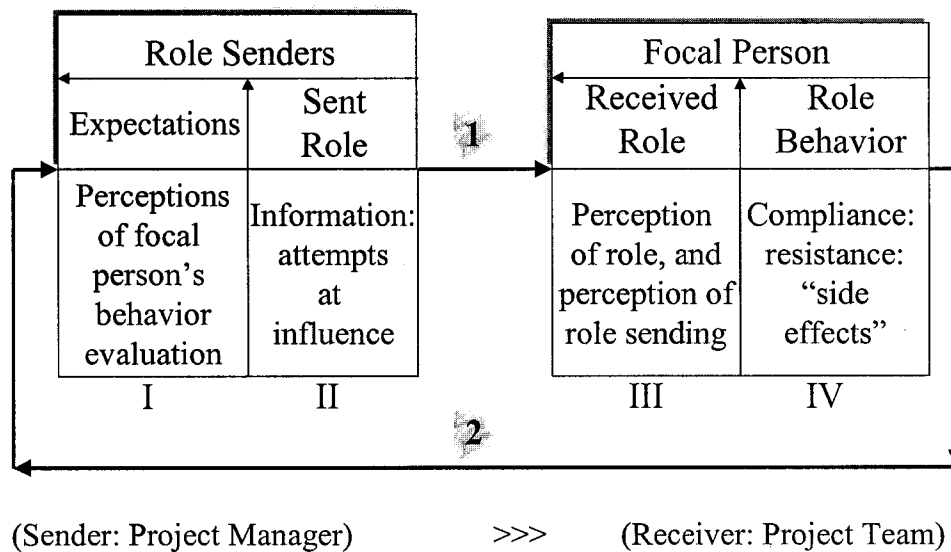 Role Senders
Expectations
Sent
Role
Perceptions
of focal
person's
behavior
evaluation
Information:
attempts
at
influence
I
II
1
Focal Person
Received
Role
Role
Behavior
Perception
of role, and
perception of
role sending
Compliance:
resistance:
“side
effects”
III
IV
2
(Sender: Project Manager) >>> (Receiver: Project Team)